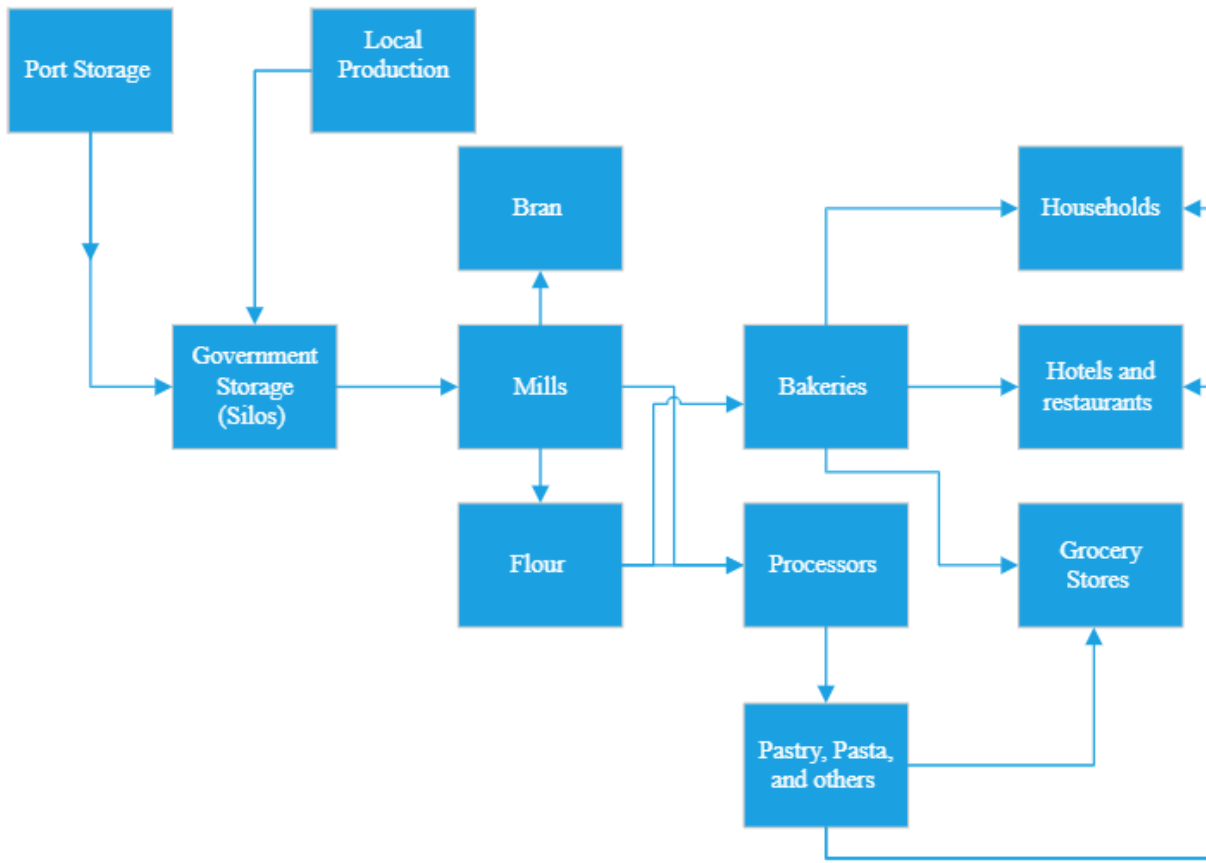 Port Storage
Local
Production
Bran
Households
Government
Storage
(Silos)
Mills
Bakeries
Hotels and
restaurants
Flour
Processors
Grocery
Stores
Pastry, Pasta,
and others